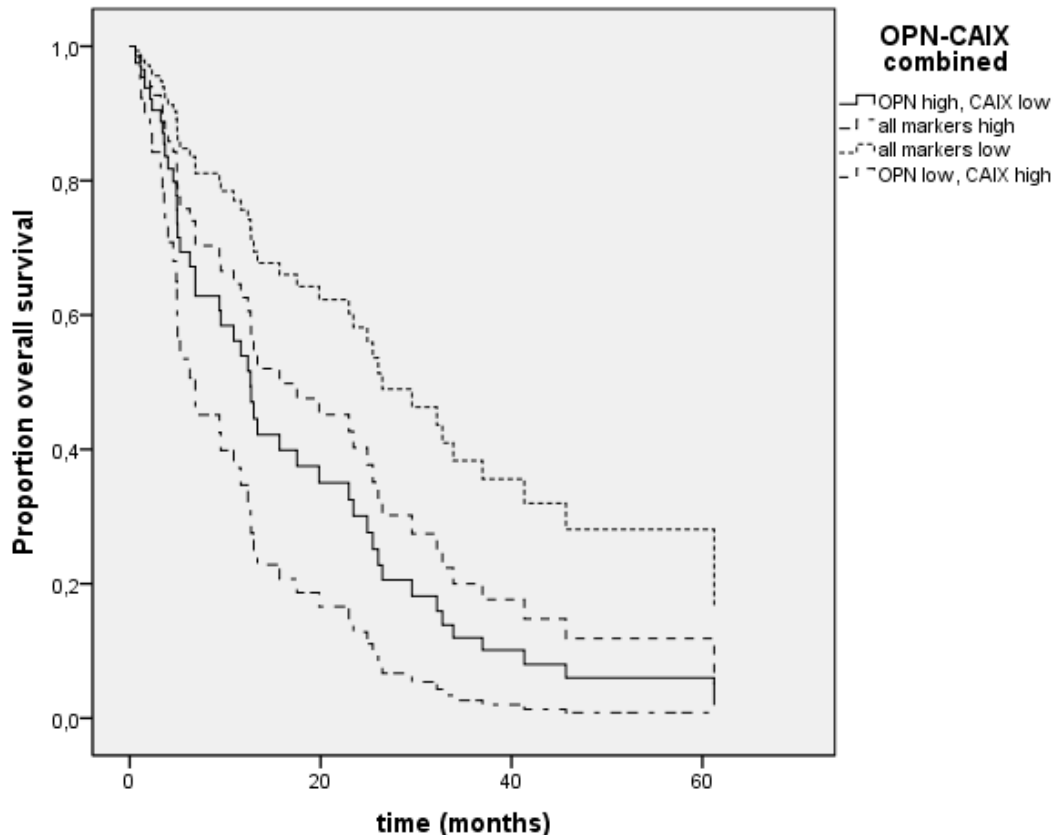 OPN-CAIX
combined
OPN high, CAIX low
all markers high
all markers low
OPN low, CAIX high
Proportion overall survival
1,0
0,8
0,6
0,4
0,2
0,0
0
20
40
60
time (months)